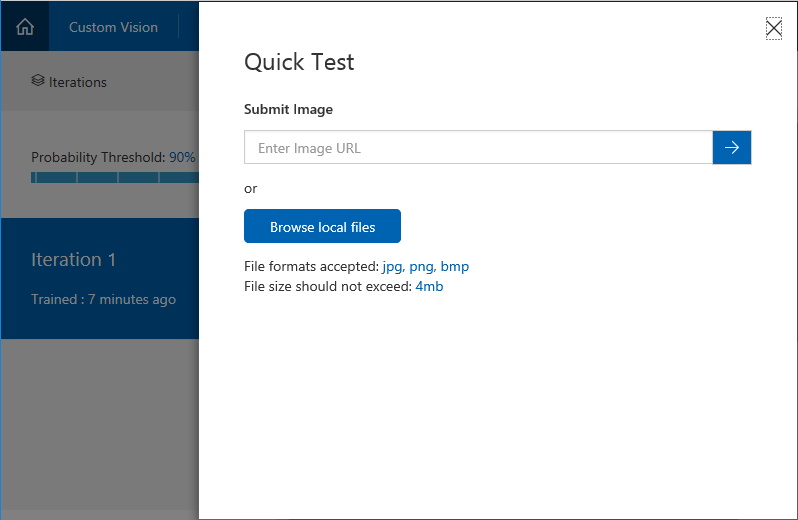 Custom Vision
Iterations
Probability Threshold: 90%
Iteration 1
Trained : 7 minutes ago
Quick Test
Submit Image
Enter Image URL
or
Browse local files
File formats accepted: jpg, png, bmp
File size should not exceed: 4mb